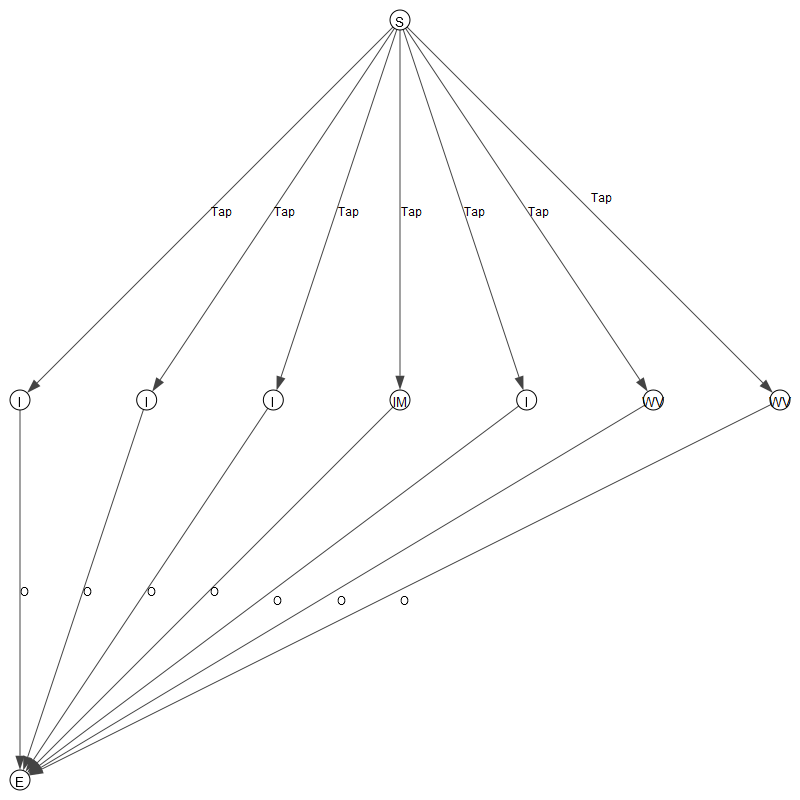 S
Tap
Tap Tap Tap Tap Tap Tap
I I I IM I WV WV
O O O O
O O O
E